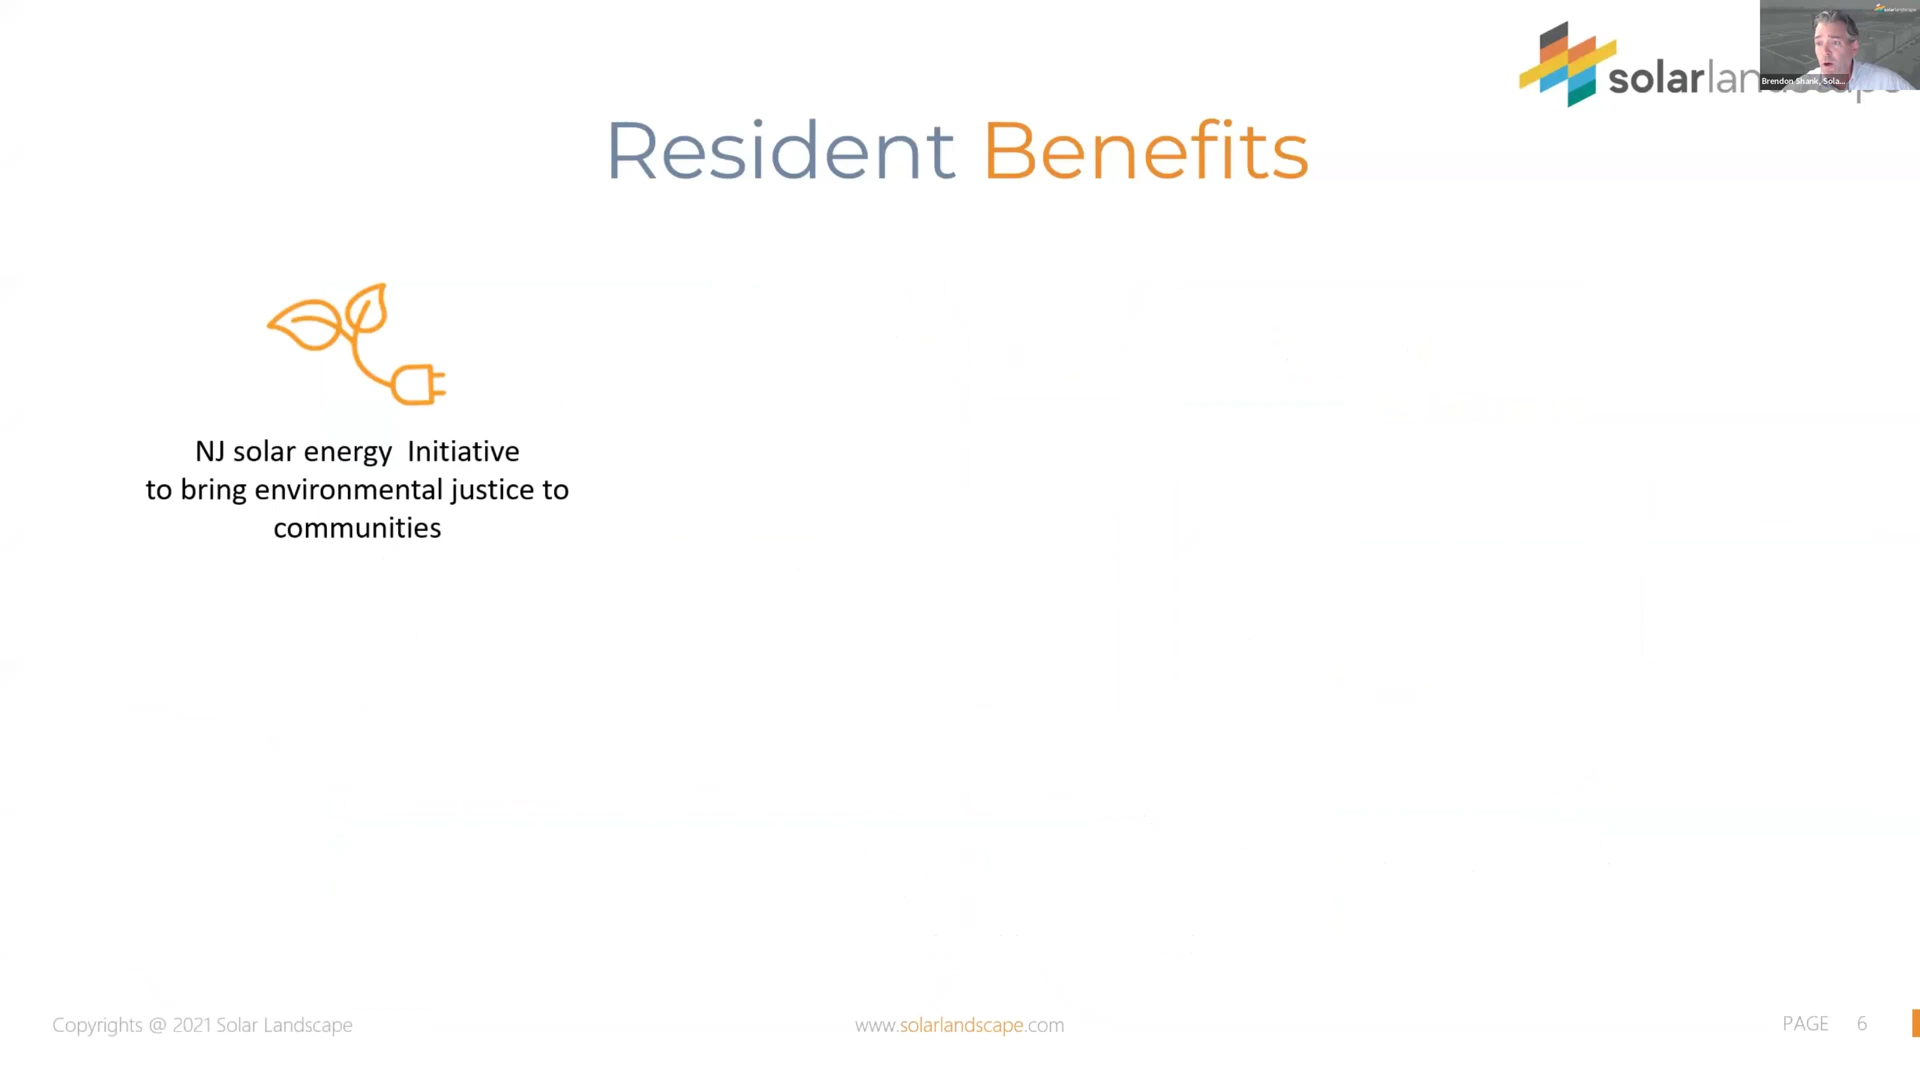 solarlandscape
Brendon Shank, Sola...
Resident Benefits
NJ solar energy  Initiative
to bring environmental justice to
communities
Copyrights @ 2021 Solar Landscape
www.solarlandscape.com
PAGE 6